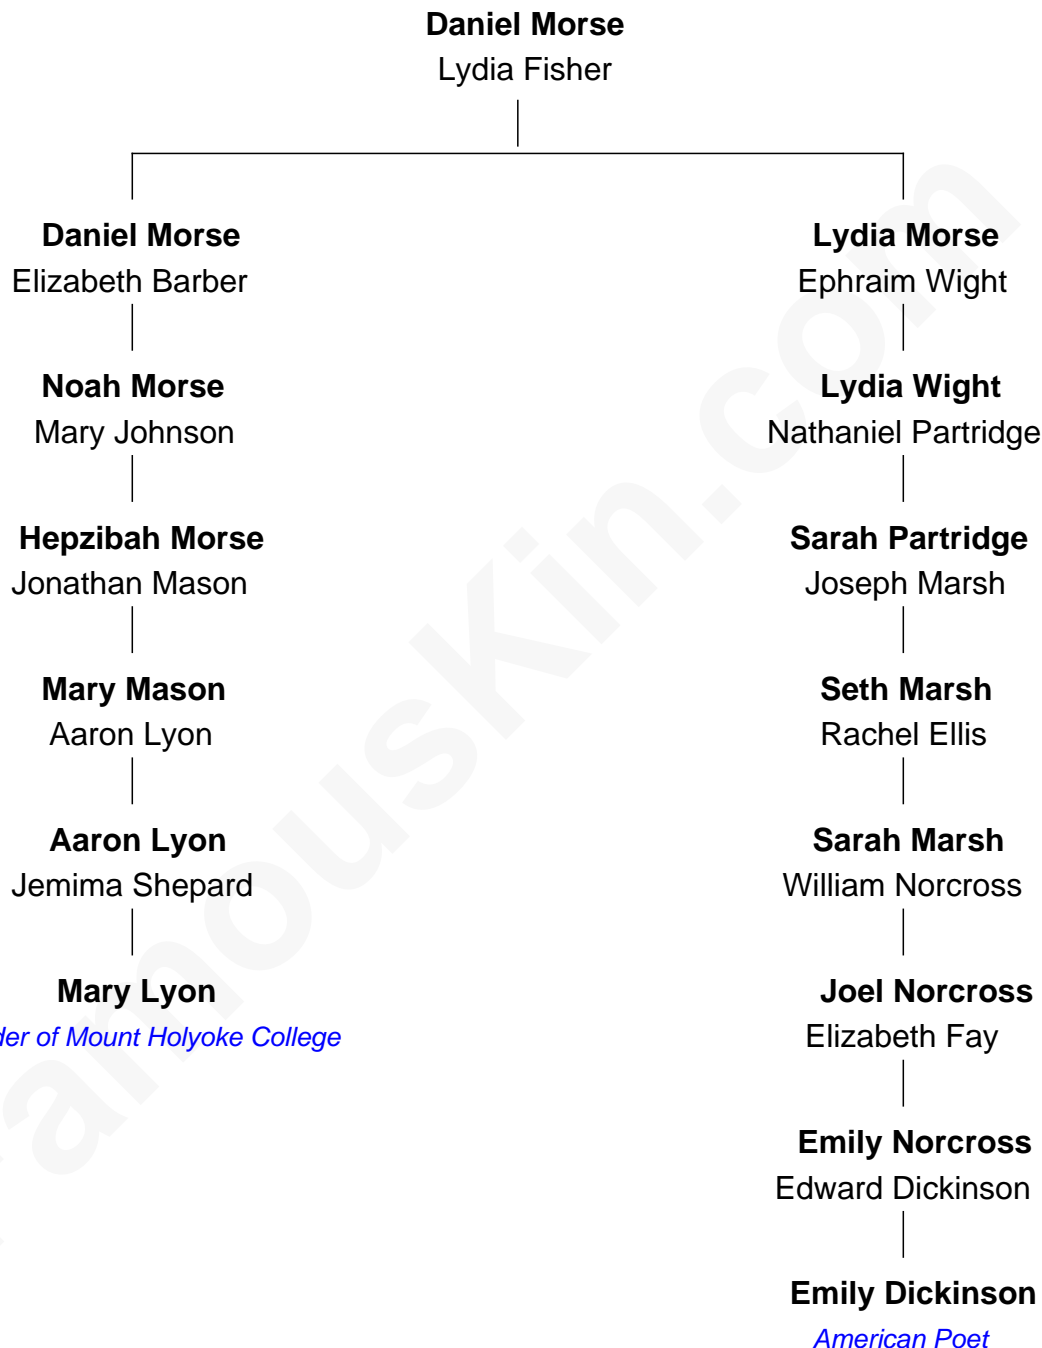 Daniel Morse
Lydia Fisher
Daniel Morse
Elizabeth Barber
Lydia Morse
Ephraim Wight
Noah Morse
Mary Johnson
Lydia Wight
Nathaniel Partridge
Hepzibah Morse
Jonathan Mason
Sarah Partridge
Joseph Marsh
Mary Mason
Aaron Lyon
Seth Marsh
Rachel Ellis
Aaron Lyon
Jemima Shepard
Sarah Marsh
William Norcross
Mary Lyon
der of Mount Holyoke College
Joel Norcross
Elizabeth Fay
Emily Norcross
Edward Dickinson
Emily Dickinson
American Poet
amousKin.com